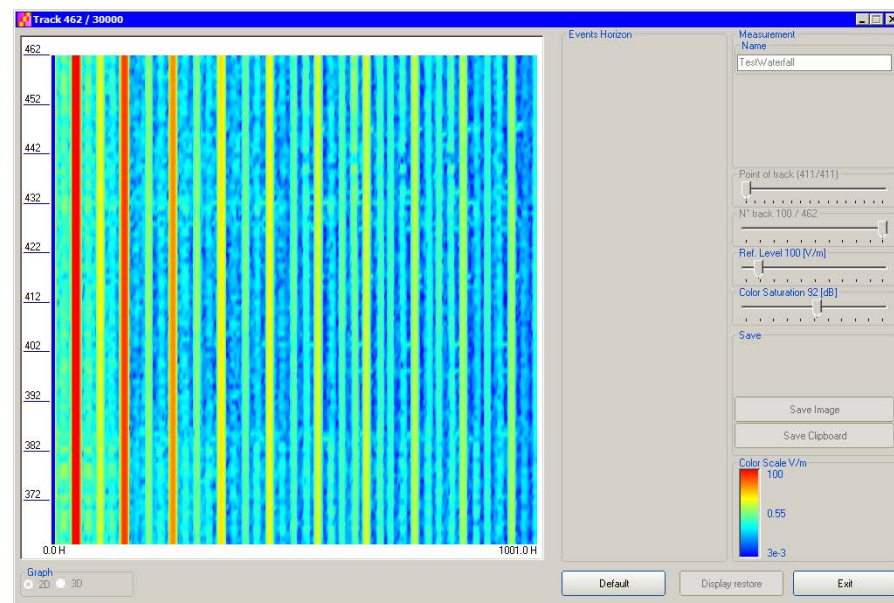 Track 462 / 30000
462
452
442
432
422
412
402
392
382
372
0.0 H
1001.0 H
Graph
2D
3D
Events Horizon
Measurement
Name
TestWaterfall
Point of track (411/411)
N° track 100 / 462
Ref. Level 100 [V/m]
Color Saturation 92 [dB]
Save
Save Image
Save Clipboard
Color Scale V/m
100
0.55
3e-3
Default
Display restore
Exit